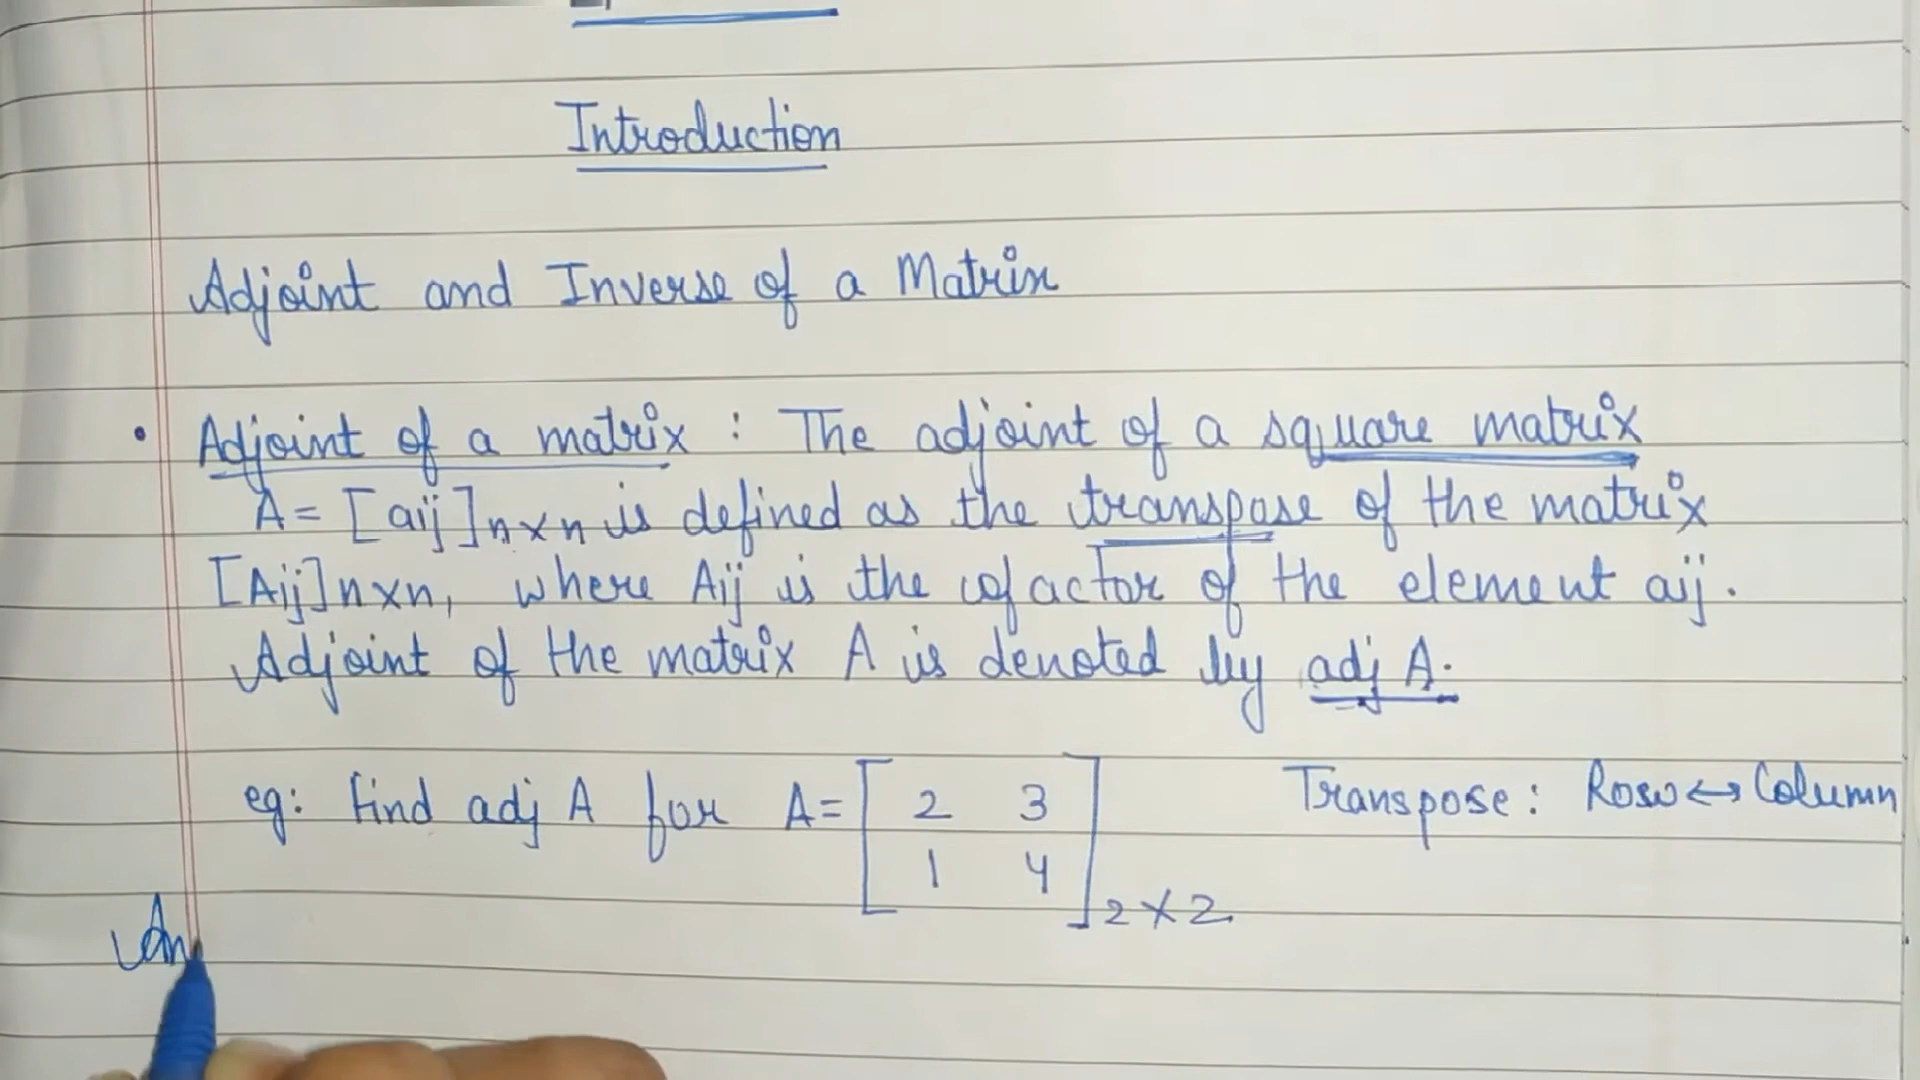 Introduction
Adjoint and Inverse of a Matrix
• Adjoint of a matrix : The adjoint of a square matrix
A = [aij]n×n is defined as the transpose of the matrix
[Aij]n×n, where Aij is the cofactor of the element aij.
Adjoint of the matrix A is denoted by adj A.
eg: find adj A for A = [ 2 3 Transpose: Row ↔ Column
1 4 ]2×2
An